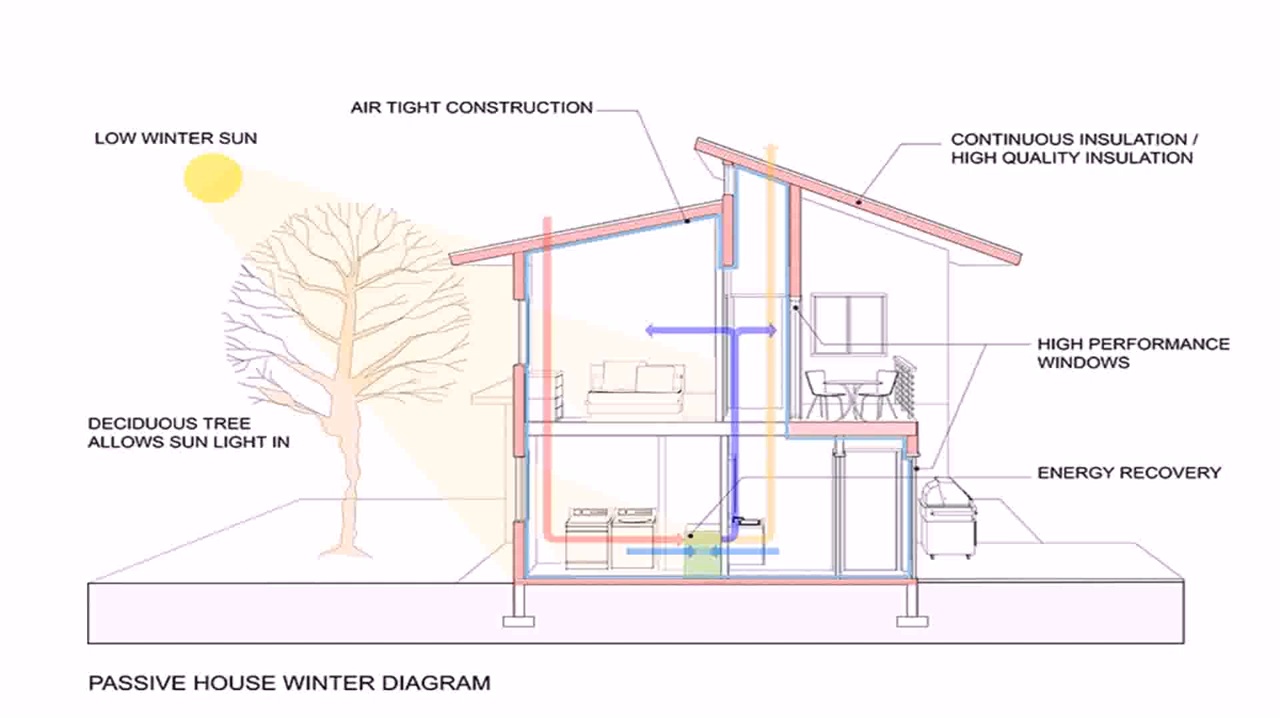 AIR TIGHT CONSTRUCTION
LOW WINTER SUN
CONTINUOUS INSULATION /
HIGH QUALITY INSULATION
HIGH PERFORMANCE
WINDOWS
DECIDUOUS TREE
ALLOWS SUN LIGHT IN
ENERGY RECOVERY
PASSIVE HOUSE WINTER DIAGRAM